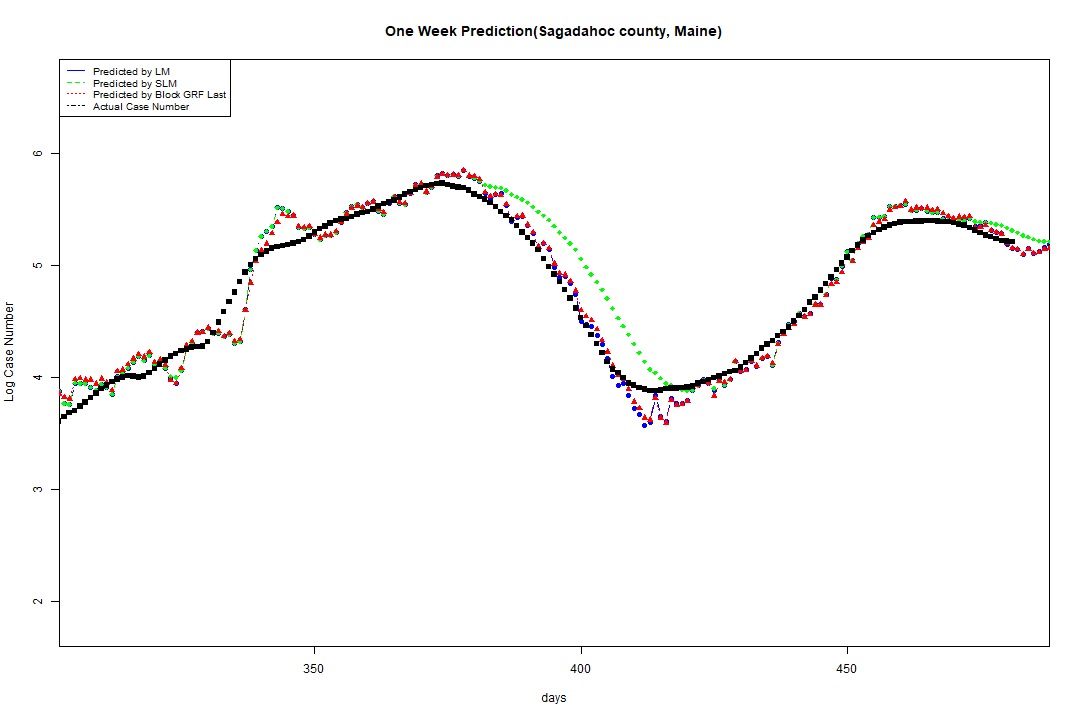 One Week Prediction(Sagadahoc county, Maine)
Predicted by LM
Predicted by SLM
Predicted by Block GRF Last
Actual Case Number
Log Case Number
6
5
4
3
2
350
400
450
days